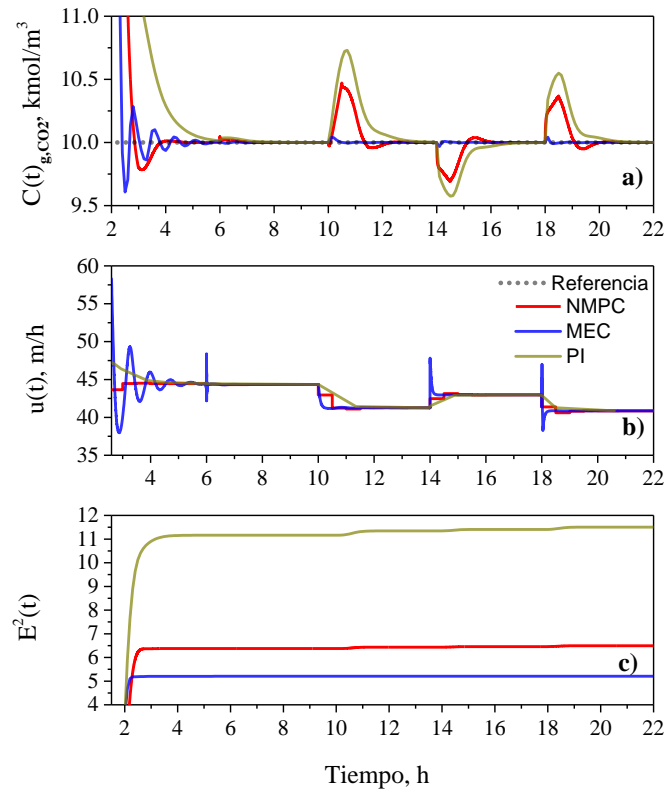 C(t)g,co2, kmol/m3
11.0
10.5
10.0
9.5
a)
2 4 6 8 10 12 14 16 18 20 22
u(t), m/h
60
55
50
45
40
35
Referencia
NMPC
MEC
PI
b)
4 6 8 10 12 14 16 18 20 22
E2(t)
12
11
10
9
8
7
6
5
4
c)
2 4 6 8 10 12 14 16 18 20 22
Tiempo, h